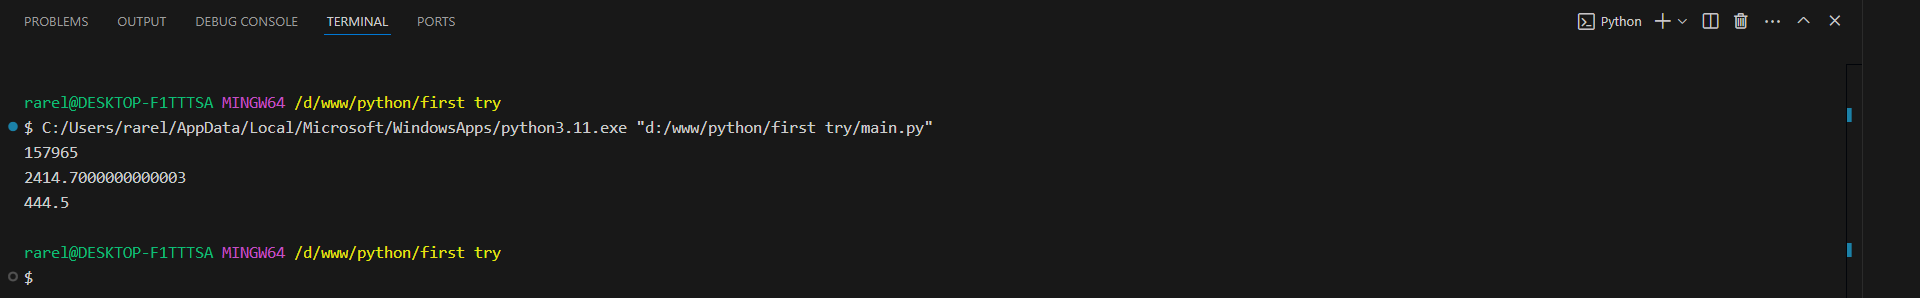 PROBLEMS OUTPUT DEBUG CONSOLE TERMINAL PORTS Python
rarel@DESKTOP-F1TTTSA MINGW64 /d/www/python/first try
$ C:/Users/rarel/AppData/Local/Microsoft/WindowsApps/python3.11.exe "d:/www/python/first try/main.py"
157965
2414.7000000000003
444.5
rarel@DESKTOP-F1TTTSA MINGW64 /d/www/python/first try
$